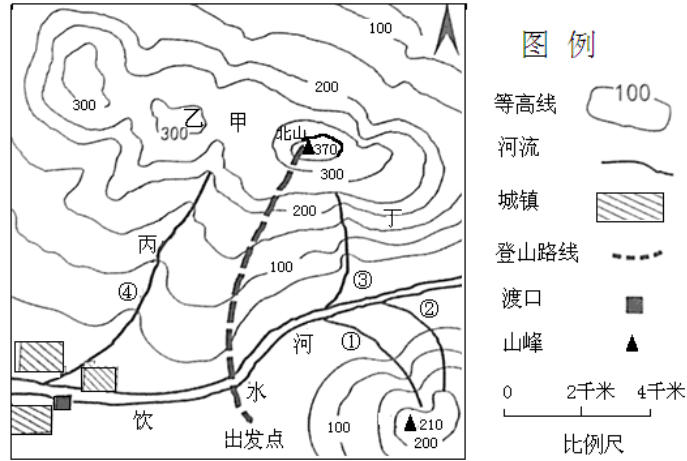 100
200
300
乙
甲
300
北山
370
300
200
丁
丙
100
③
④
②
河
①
水
饮
100
210
200
出发点
图 例
等高线
100
河流
城镇
登山路线
渡口
山峰
0 2千米 4千米
比例尺